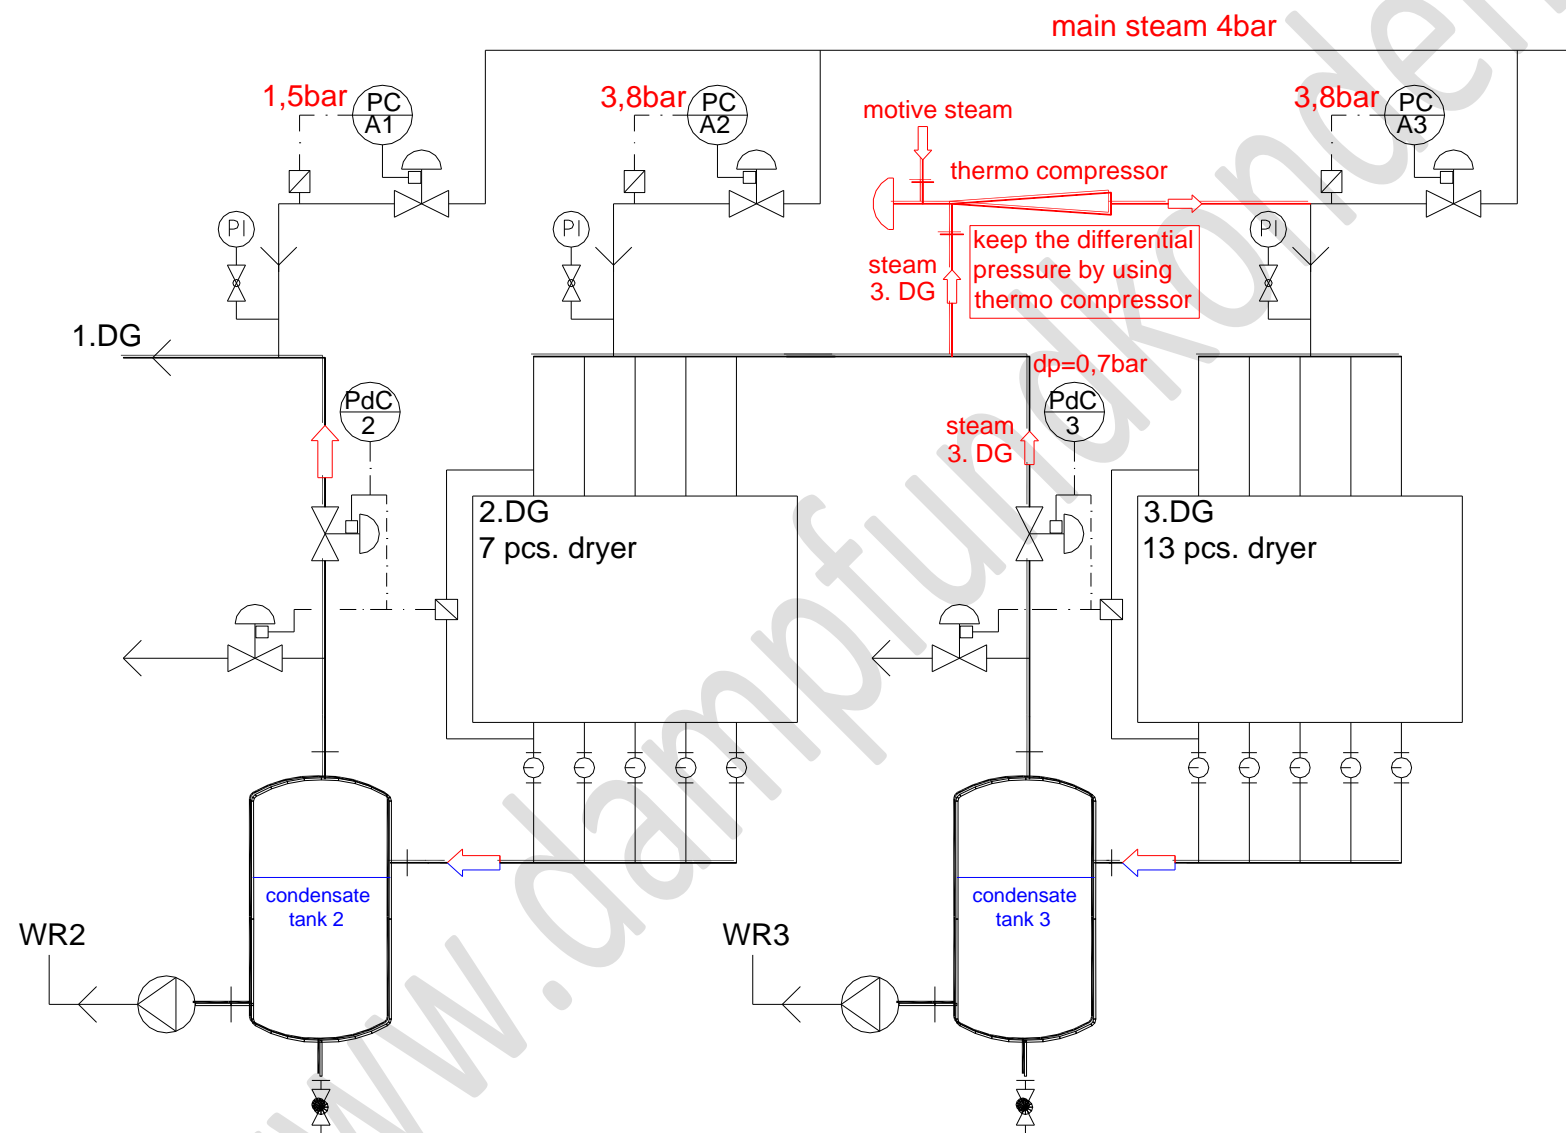 main steam 4bar
1,5bar
PC
A1
3,8bar
PC
A2
motive steam
thermo compressor
3,8bar
PC
A3
PI
PI
keep the differential
pressure by using
thermo compressor
steam
3. DG
PI
1.DG
dp=0,7bar
PdC
2
steam
3. DG
PdC
3
2.DG
7 pcs. dryer
3.DG
13 pcs. dryer
condensate
tank 2
condensate
tank 3
WR2
WR3
www.dampfundkonden